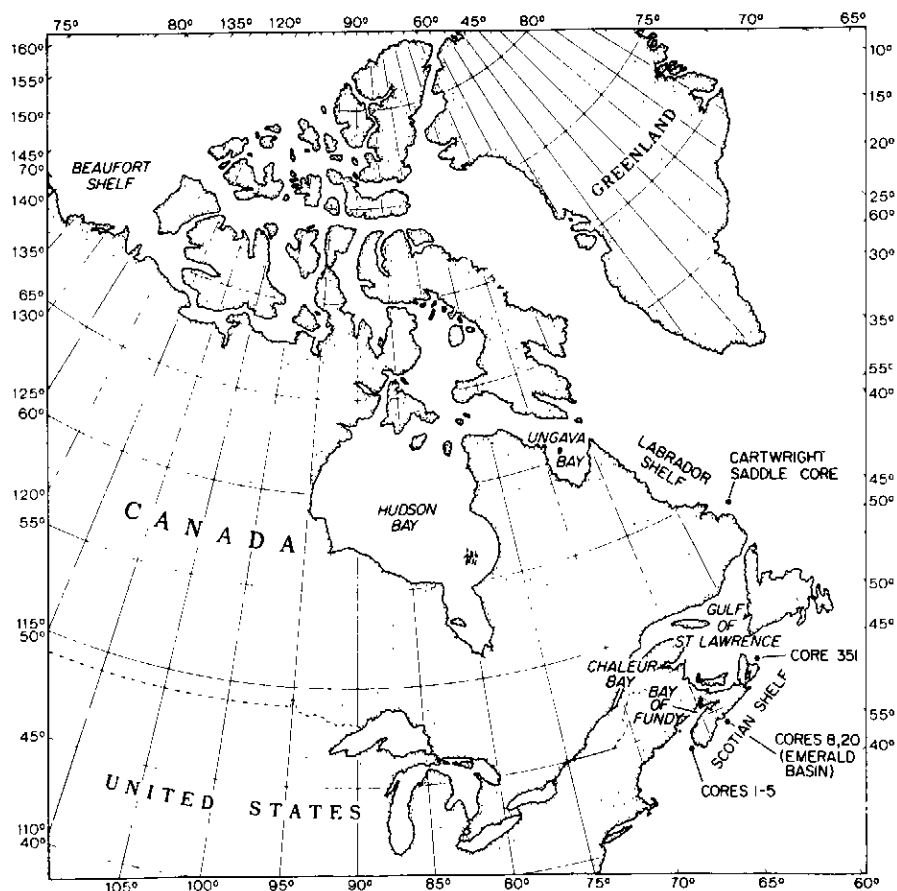 75° 80° 135° 105° 90° 60° 45° 78° 75° 70° 65°
160°
155°
150°
145°
70°
140°
135°
65°
130°
125°
60°
120°
55°
115°
50°
45°
110°
40°
10°
15°
20°
25°
60°
30°
35°
55°
40°
45°
50°
50°
45°
55°
40°
BEAUFORT
SHELF
GREENLAND
UNGAVA
BAY
LABRADOR
SHELF
CARTWRIGHT
SADDLE CORE
HUDSON
BAY
CANADA
GULF
OF
ST LAWRENCE
CORE 351
CHALEUR
BAY
BAY
OF
FUNDY
SCOTIAN SHELF
CORES 8,20
(EMERALD
BASIN)
CORES 1-5
UNITED STATES
105° 100° 95° 90° 85° 80° 75° 70° 65° 60°